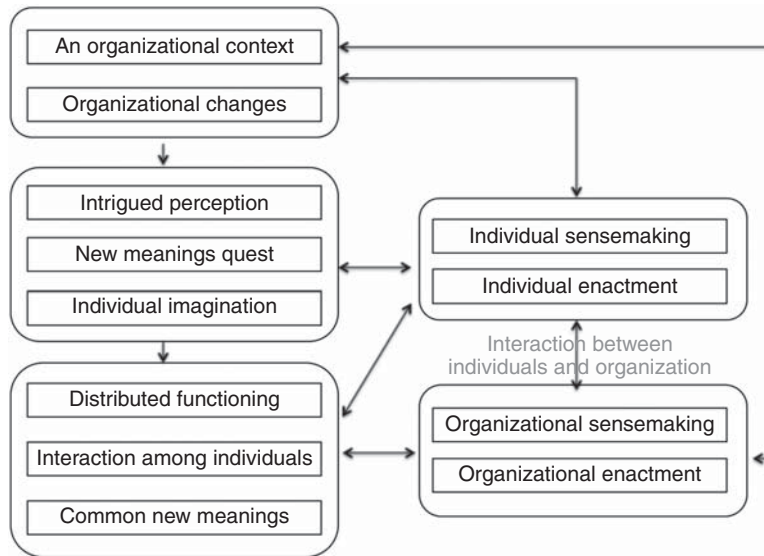 An organizational context
Organizational changes
Intrigued perception
New meanings quest
Individual imagination
Distributed functioning
Interaction among individuals
Common new meanings
Individual sensemaking
Individual enactment
Interaction between
individuals and organization
Organizational sensemaking
Organizational enactment